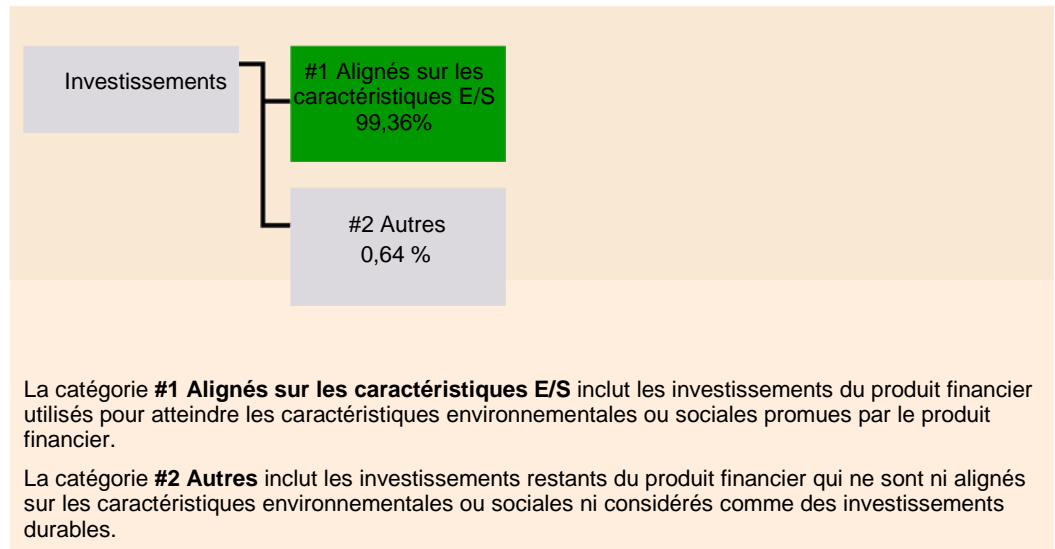 Investissements
#1 Alignés sur les
caractéristiques E/S
99,36%
#2 Autres
0,64 %
La catégorie #1 Alignés sur les caractéristiques E/S inclut les investissements du produit financier
utilisés pour atteindre les caractéristiques environnementales ou sociales promues par le produit
financier.
La catégorie #2 Autres inclut les investissements restants du produit financier qui ne sont ni alignés
sur les caractéristiques environnementales ou sociales ni considérés comme des investissements
durables.